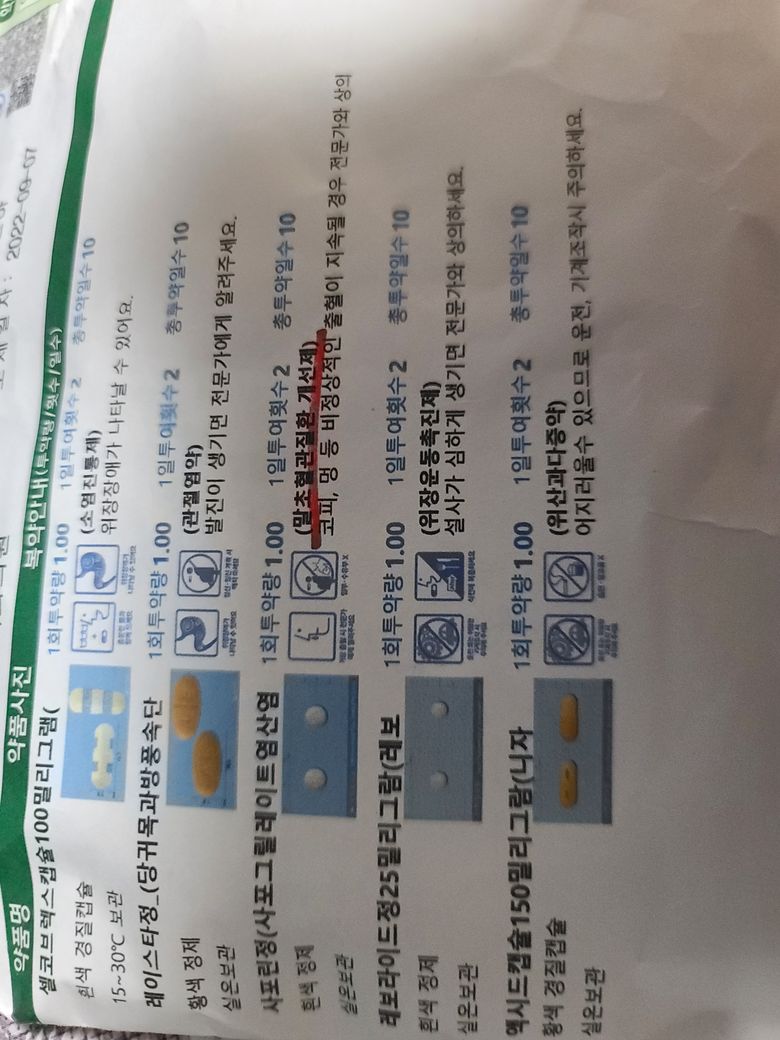 2022-09-07
약품명 약품사진 복약안내(투약량/횟수/일수)
셀코브렉스캡슐100밀리그램( 1회투약량 1.00 1일투여횟수 2 총투약일수 10
흰색 경질캡슐 (소염진통제)
15~30℃ 보관 위장장애가 나타날 수 있어요.
레이스타정_(당귀목과방풍속단 1회투약량 1.00 1일투여횟수 2 총투약일수 10
황색 정제 (관절염약)
실온보관 발진이 생기면 전문가에게 알려주세요.
사포린정(사포그릴레이트염산염 1회투약량 1.00 1일투여횟수 2 총투약일수 10
흰색 정제 (말초혈관질환 개선제)
실온보관 코피, 멍 등 비정상적인 출혈이 지속될 경우 전문가와 상의
레보라이드정25밀리그람(레보 1회투약량 1.00 1일투여횟수 2 총투약일수 10
흰색 정제 (위장운동촉진제)
실온보관 설사가 심하게 생기면 전문가와 상의하세요.
액시드캡슐150밀리그람(니자 1회투약량 1.00 1일투여횟수 2 총투약일수 10
황색 경질캡슐 (위산과다증약)
실온보관 어지러울수 있으므로 운전, 기계조작시 주의하세요.